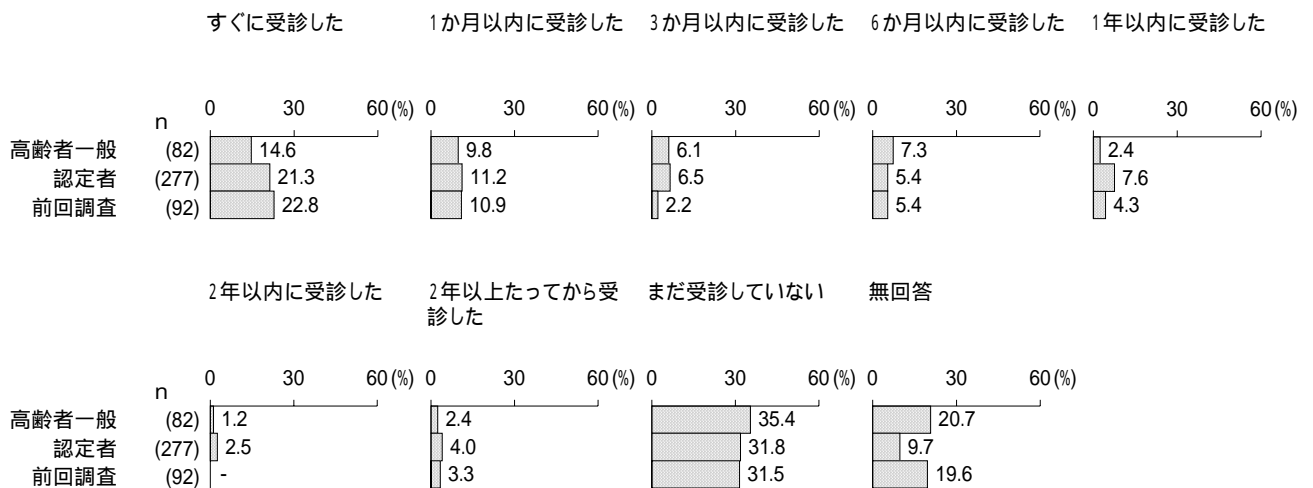 すぐに受診した 1か月以内に受診した 3か月以内に受診した 6か月以内に受診した 1年以内に受診した
0 30 60(%) 0 30 60(%) 0 30 60(%) 0 30 60(%) 0 30 60(%)
n
高齢者一般 (82) 14.6 9.8 6.1 7.3 2.4
認定者 (277) 21.3 11.2 6.5 5.4 7.6
前回調査 (92) 22.8 10.9 2.2 5.4 4.3
2年以内に受診した 2年以上たってから受 まだ受診していない 無回答
診した
0 30 60(%) 0 30 60(%) 0 30 60(%) 0 30 60(%)
n
高齢者一般 (82) 1.2 2.4 35.4 20.7
認定者 (277) 2.5 4.0 31.8 9.7
前回調査 (92) - 3.3 31.5 19.6